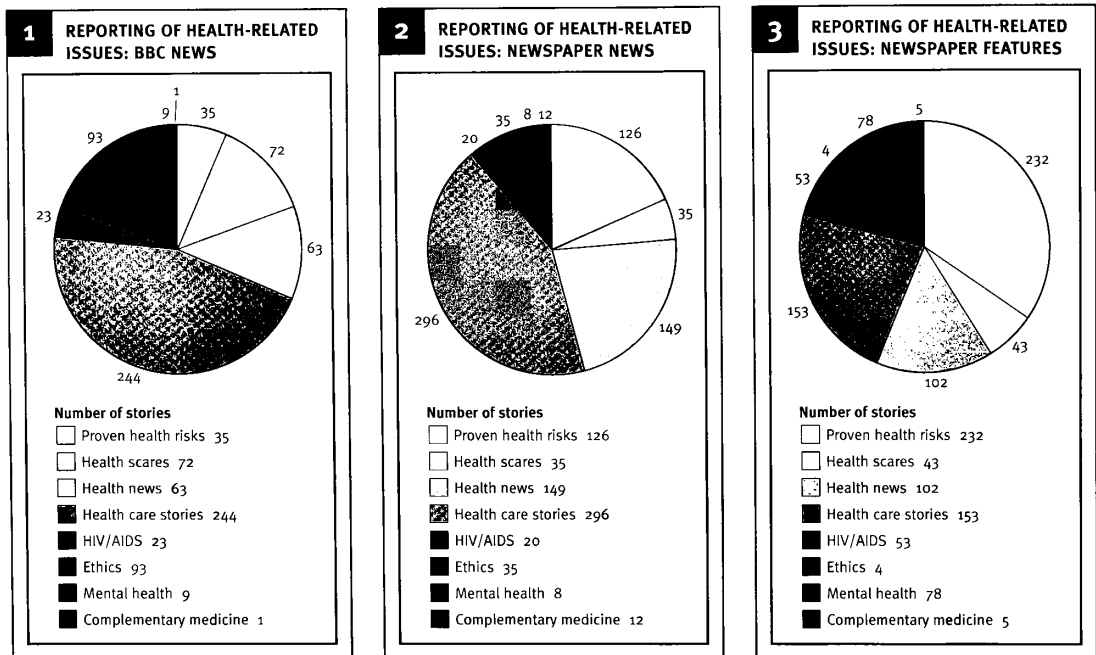 1
REPORTING OF HEALTH-RELATED
ISSUES: BBC NEWS
1
9
35
93
72
23
63
244
Number of stories
Proven health risks 35
Health scares 72
Health news 63
Health care stories 244
HIV/AIDS 23
Ethics 93
Mental health 9
Complementary medicine 1
2
REPORTING OF HEALTH-RELATED
ISSUES: NEWSPAPER NEWS
8 12
35
126
20
35
296
149
Number of stories
Proven health risks 126
Health scares 35
Health news 149
Health care stories 296
HIV/AIDS 20
Ethics 35
Mental health 8
Complementary medicine 12
3
REPORTING OF HEALTH-RELATED
ISSUES: NEWSPAPER FEATURES
5
78
4
232
53
153
43
102
Number of stories
Proven health risks 232
Health scares 43
Health news 102
Health care stories 153
HIV/AIDS 53
Ethics 4
Mental health 78
Complementary medicine 5